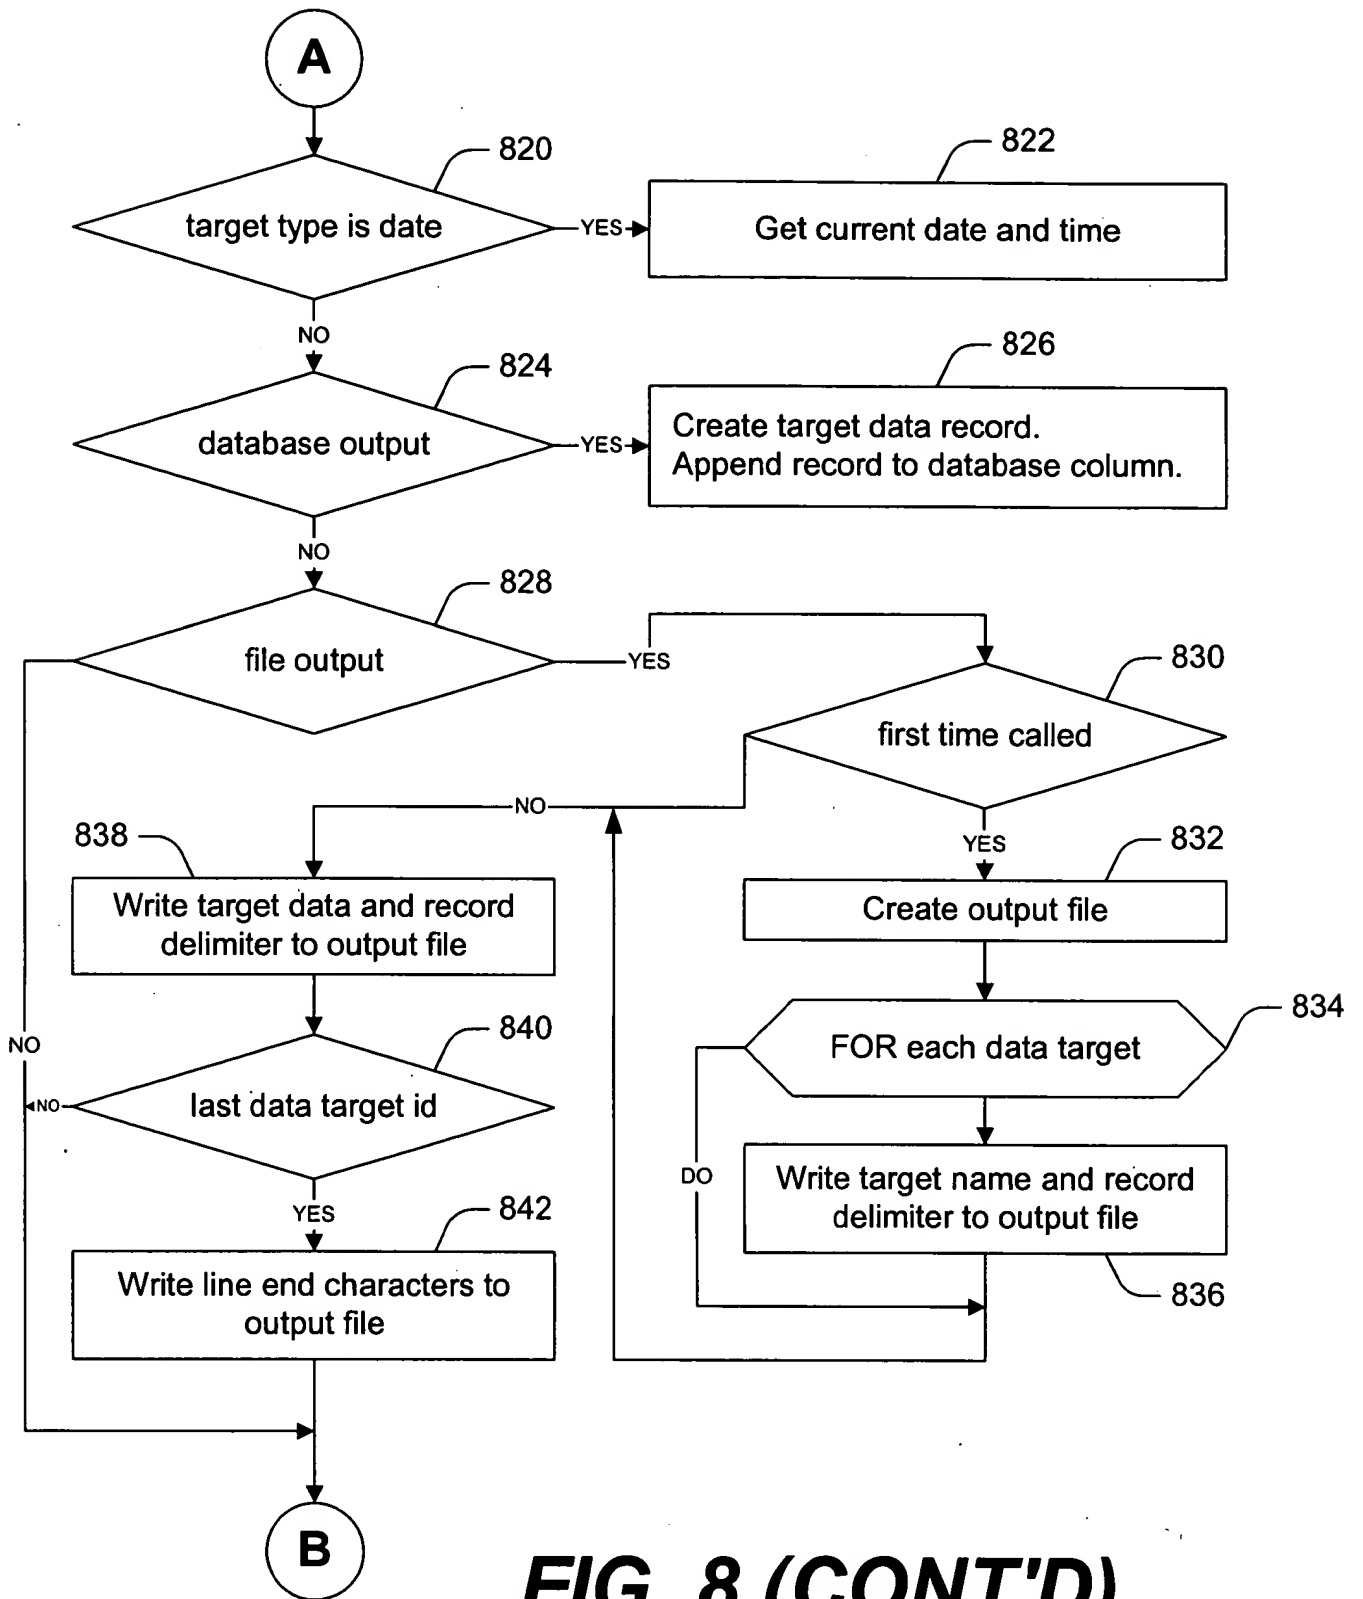 A
820
target type is date
YES
822
Get current date and time
NO
824
database output
YES
826
Create target data record.
Append record to database column.
NO
828
file output
YES
830
first time called
NO
YES
838
Write target data and record
delimiter to output file
832
Create output file
834
FOR each data target
NO
840
last data target id
NO
DO
Write target name and record
delimiter to output file
836
YES
842
Write line end characters to
output file
B
FIG. 8 (CONT'D)